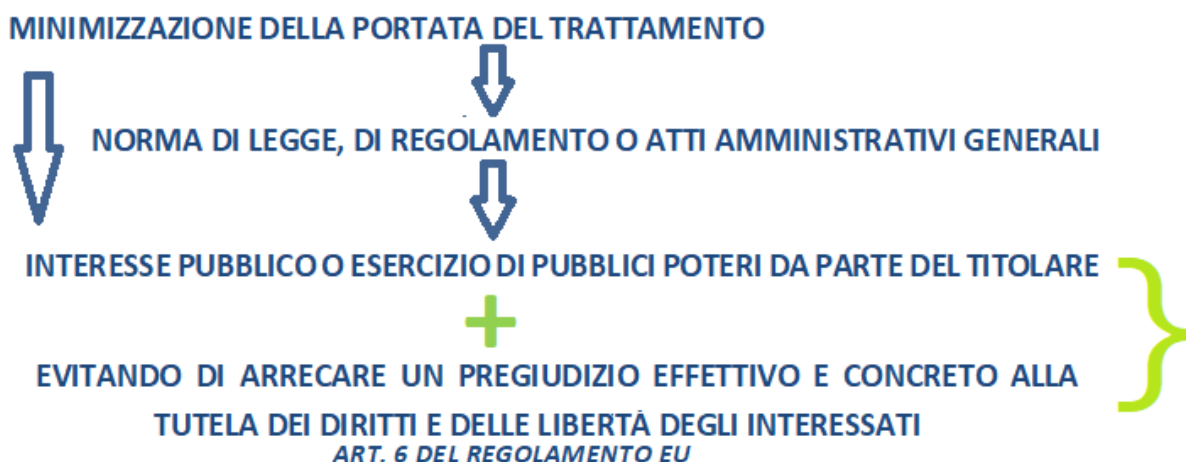 MINIMIZZAZIONE DELLA PORTATA DEL TRATTAMENTO
NORMA DI LEGGE, DI REGOLAMENTO O ATTI AMMINISTRATIVI GENERALI
INTERESSE PUBBLICO O ESERCIZIO DI PUBBLICI POTERI DA PARTE DEL TITOLARE
+
EVITANDO DI ARRECARE UN PREGIUDIZIO EFFETTIVO E CONCRETO ALLA
TUTELA DEI DIRITTI E DELLE LIBERTÀ DEGLI INTERESSATI
ART. 6 DEL REGOLAMENTO EU